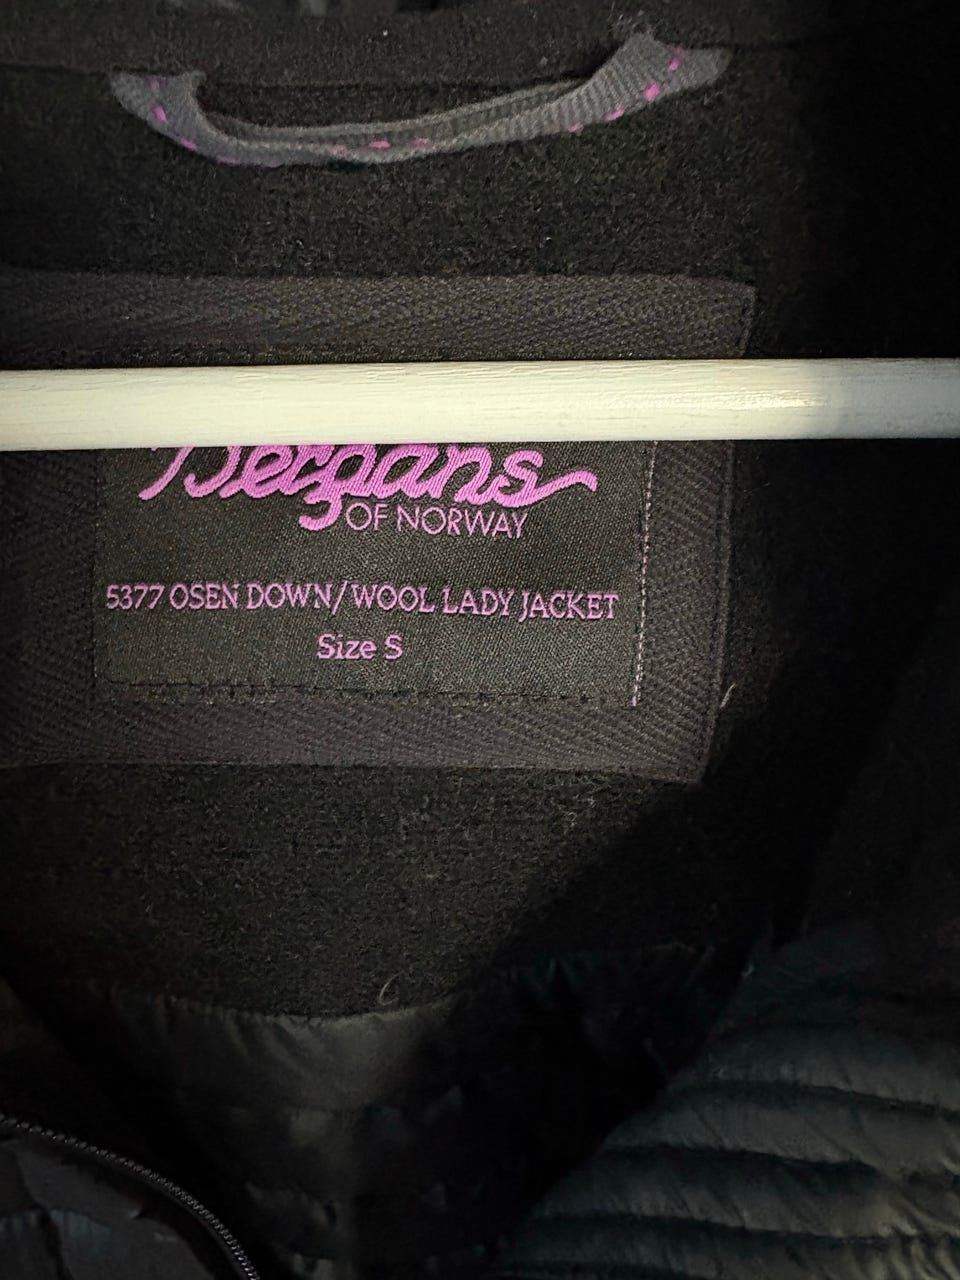 Bergans
OF NORWAY
5377 OSEN DOWN/WOOL LADY JACKET
Size S